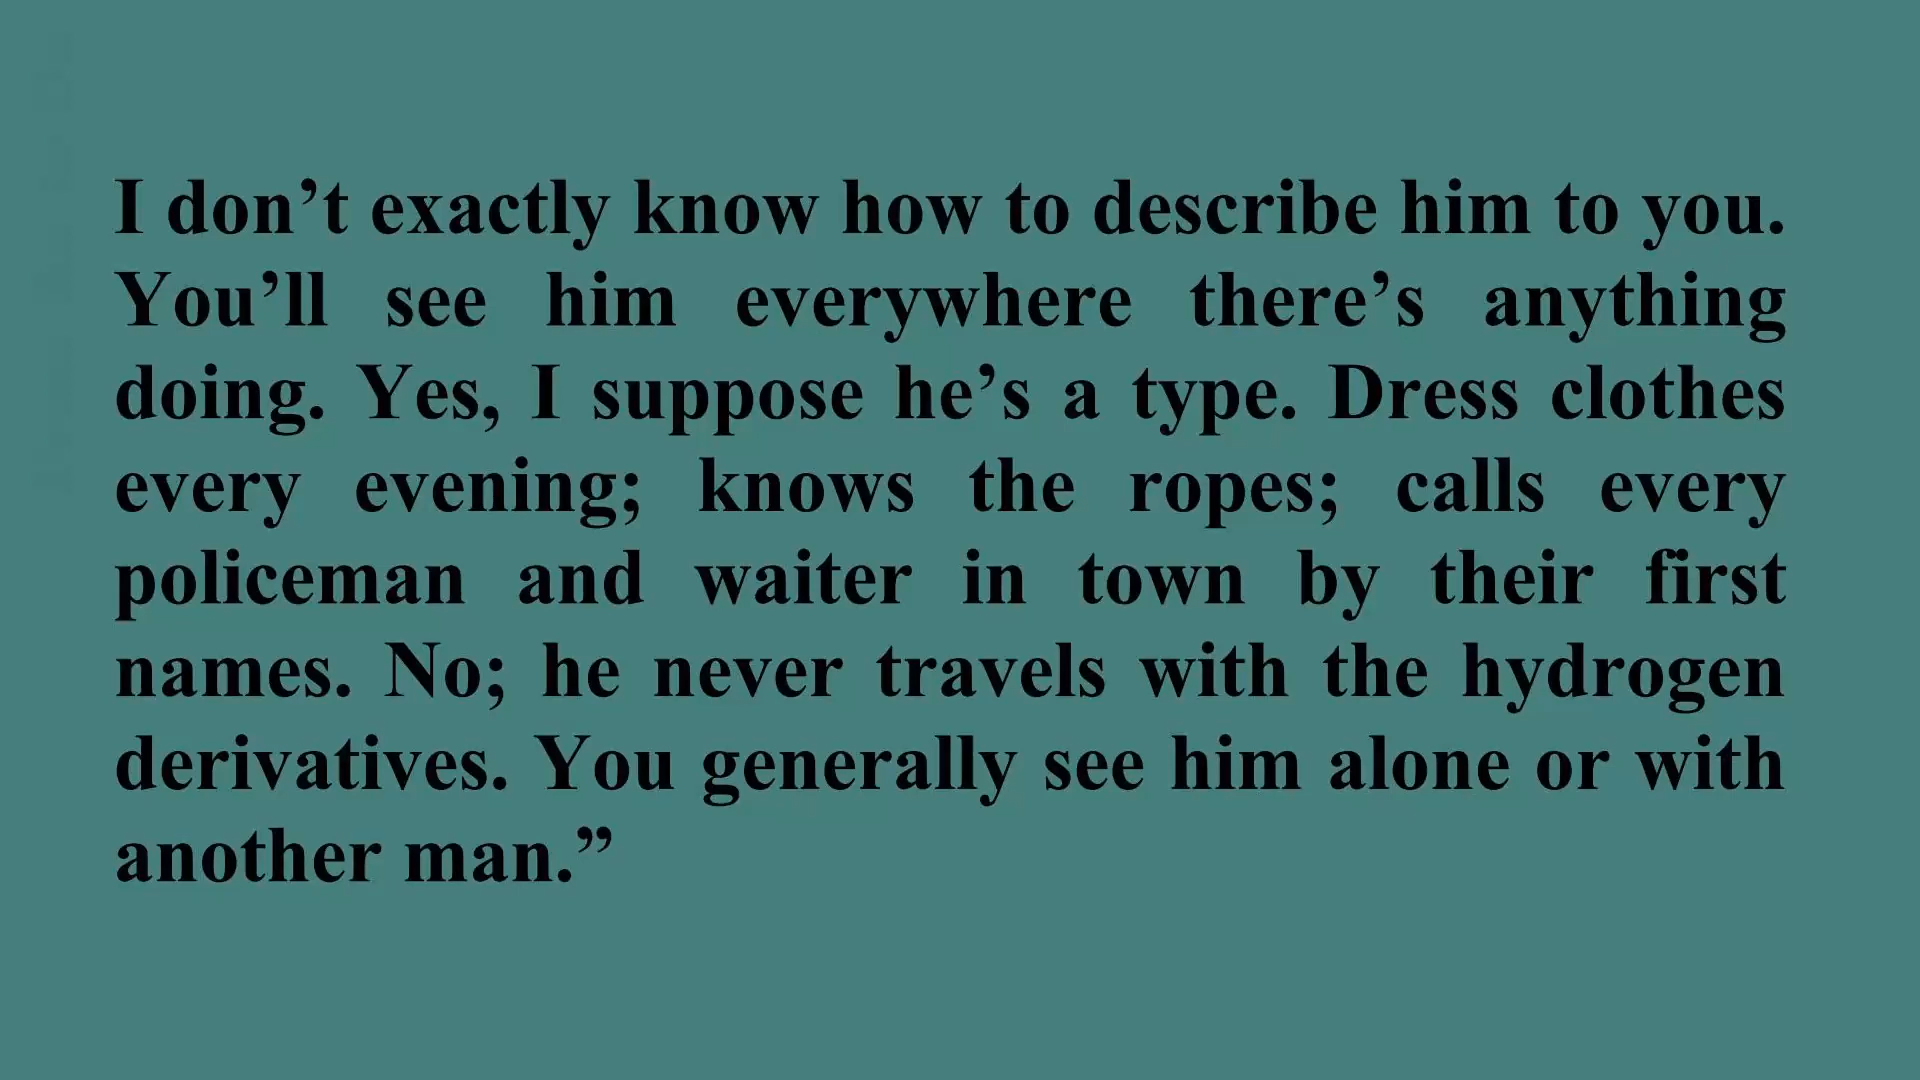 I don’t exactly know how to describe him to you.
You’ll see him everywhere there’s anything
doing. Yes, I suppose he’s a type. Dress clothes
every evening; knows the ropes; calls every
policeman and waiter in town by their first
names. No; he never travels with the hydrogen
derivatives. You generally see him alone or with
another man.”